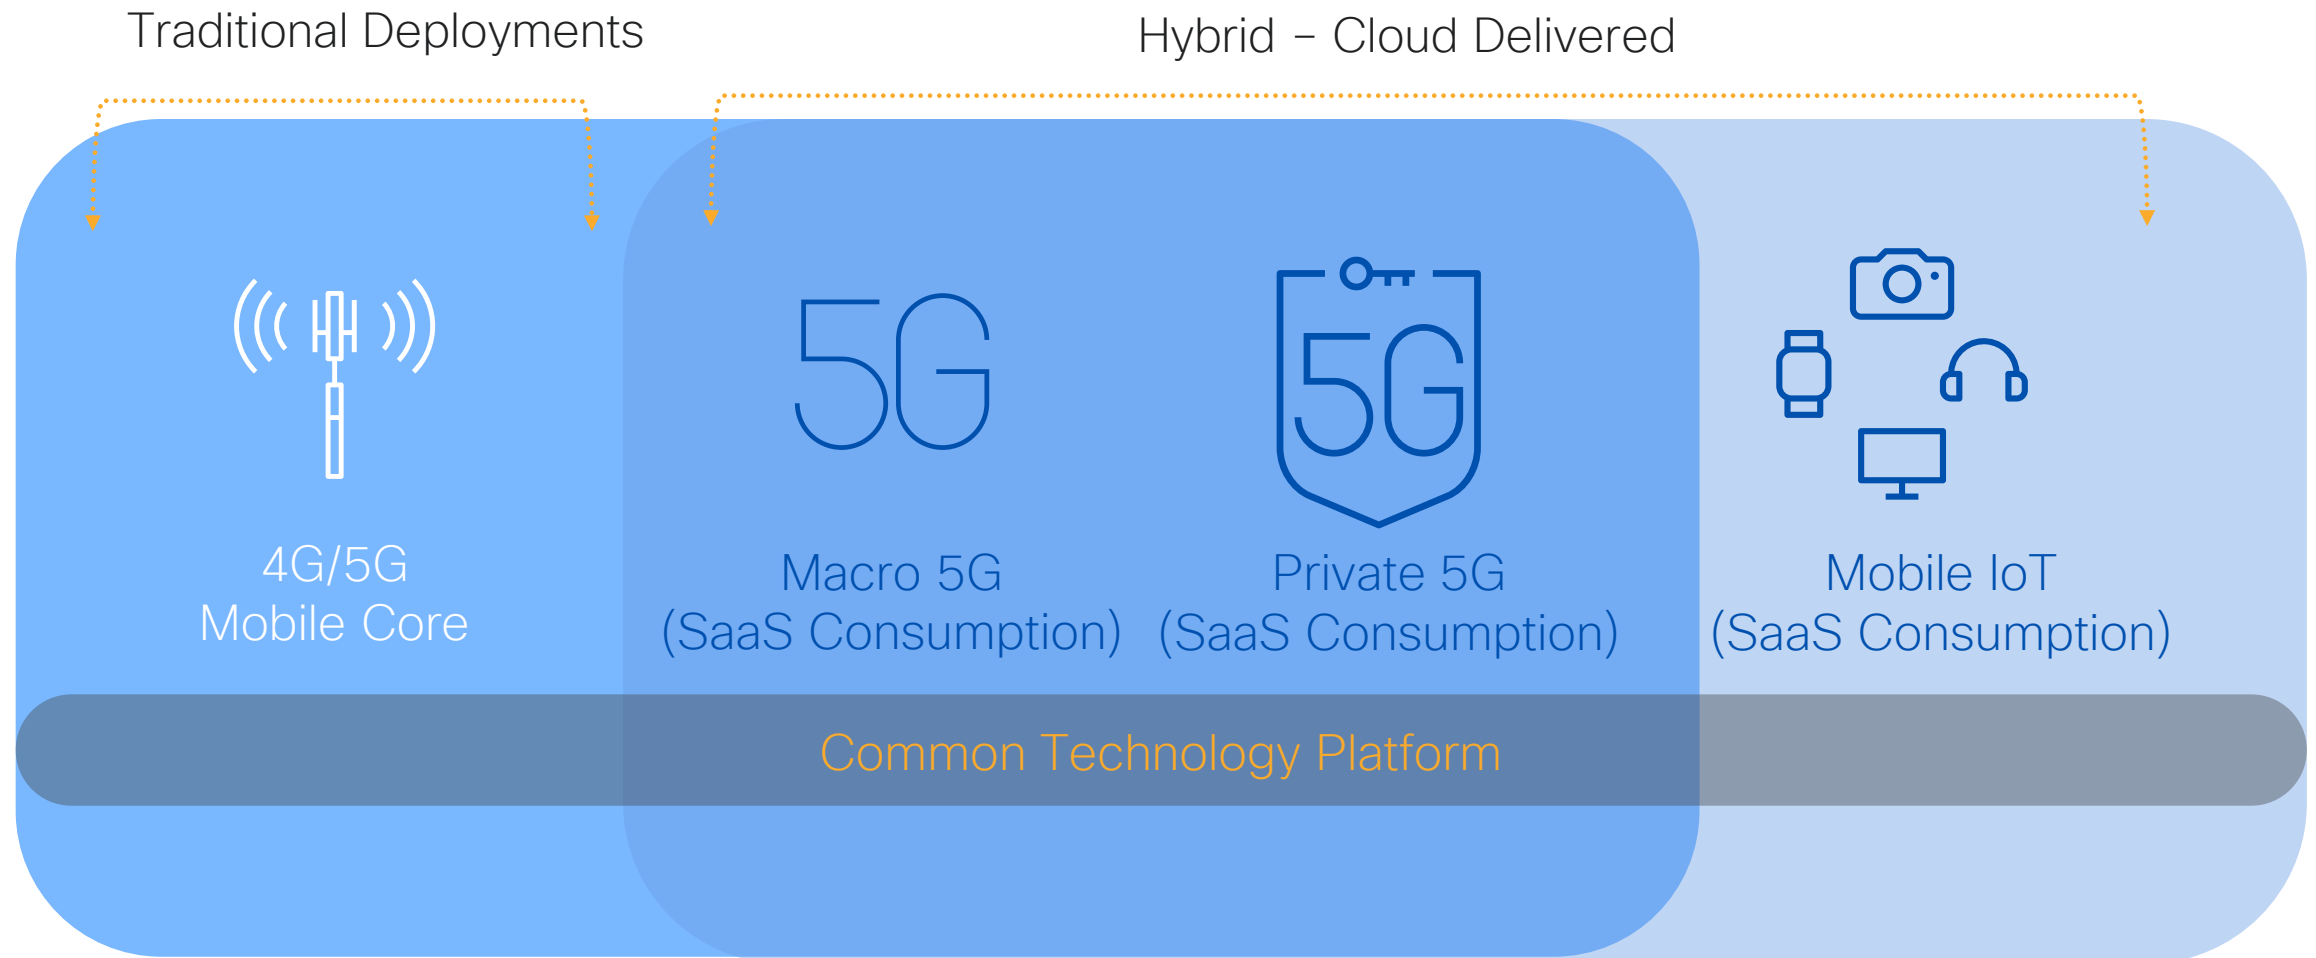 Traditional Deployments
Hybrid – Cloud Delivered
5G
5G
4G/5G
Mobile Core
Macro 5G
(SaaS Consumption)
Private 5G
(SaaS Consumption)
Mobile IoT
(SaaS Consumption)
Common Technology Platform